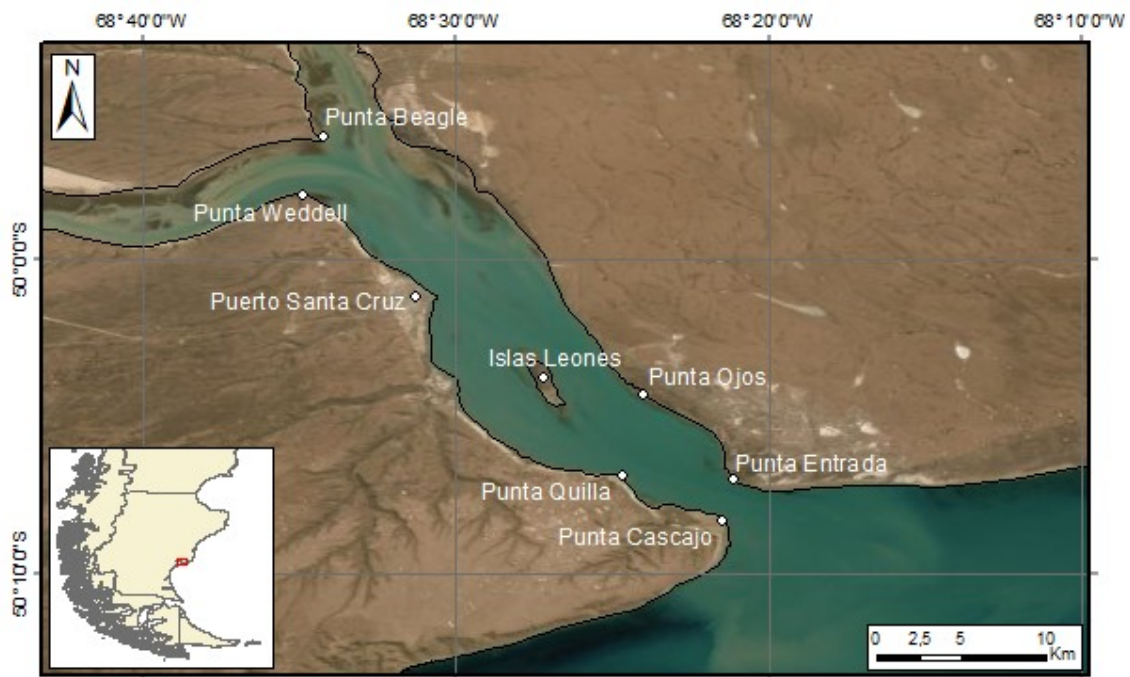 68°40'0"W 68°30'0"W 68°20'0"W 68°10'0"W
N
Punta Beagle
Punta Weddell
50°0'0"S
Puerto Santa Cruz
Islas Leones
Punta Ojos
Punta Entrada
Punta Quilla
Punta Cascajo
50°10'0"S
0 2,5 5 10
Km